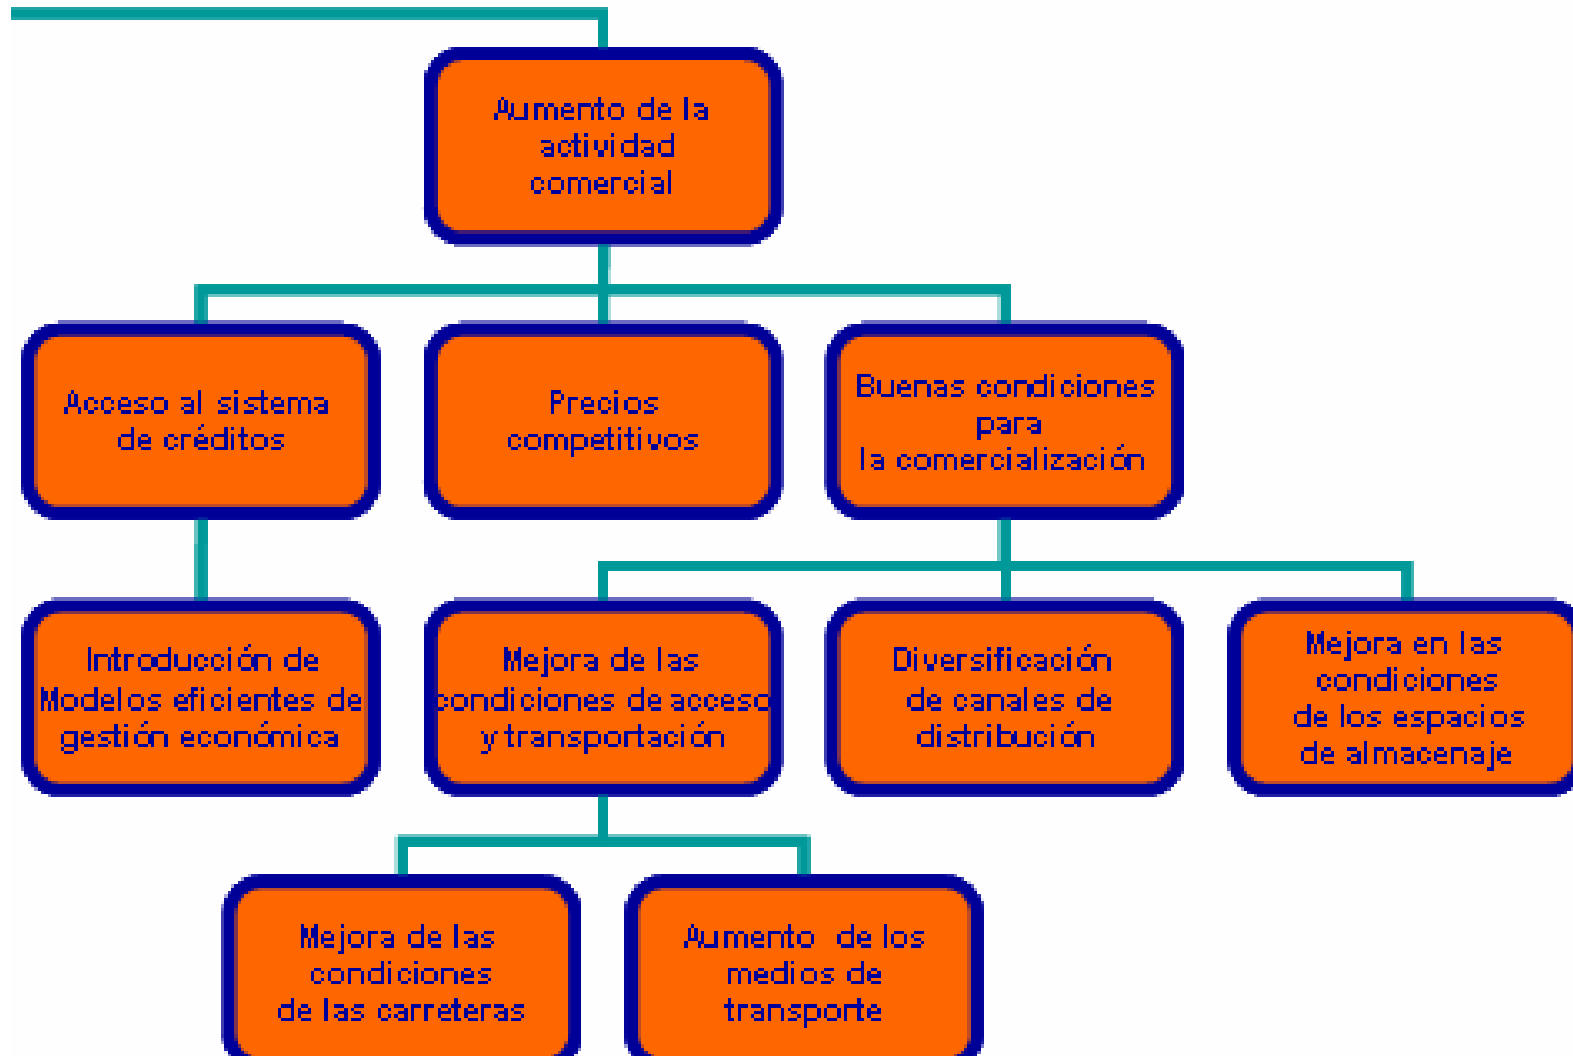 Aumento de la
actividad
comercial
Acceso al sistema
de créditos
Precios
competitivos
Buenas condiciones
para
la comercialización
Introducción de
Modelos eficientes de
gestión económica
Mejora de las
condiciones de acceso
y transportación
Diversificación
de canales de
distribución
Mejora en las
condiciones
de los espacios
de almacenaje
Mejora de las
condiciones
de las carreteras
Aumento de los
medios de
transporte